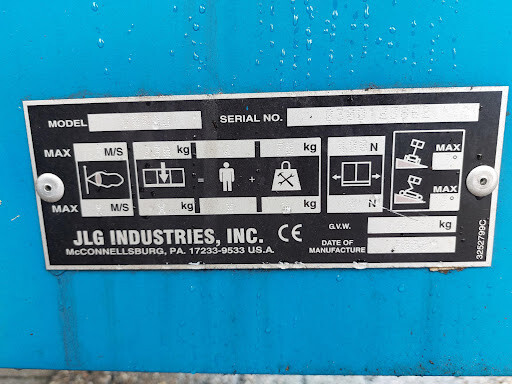 MODEL SERIAL NO.
MAX M/S kg = + kg N MAX °
MAX M/S kg kg N MAX °
G.V.W. kg
JLG INDUSTRIES, INC. CE
McCONNELLSBURG, PA. 17233-9533 U.S.A.
DATE OF
MANUFACTURE
3252799C